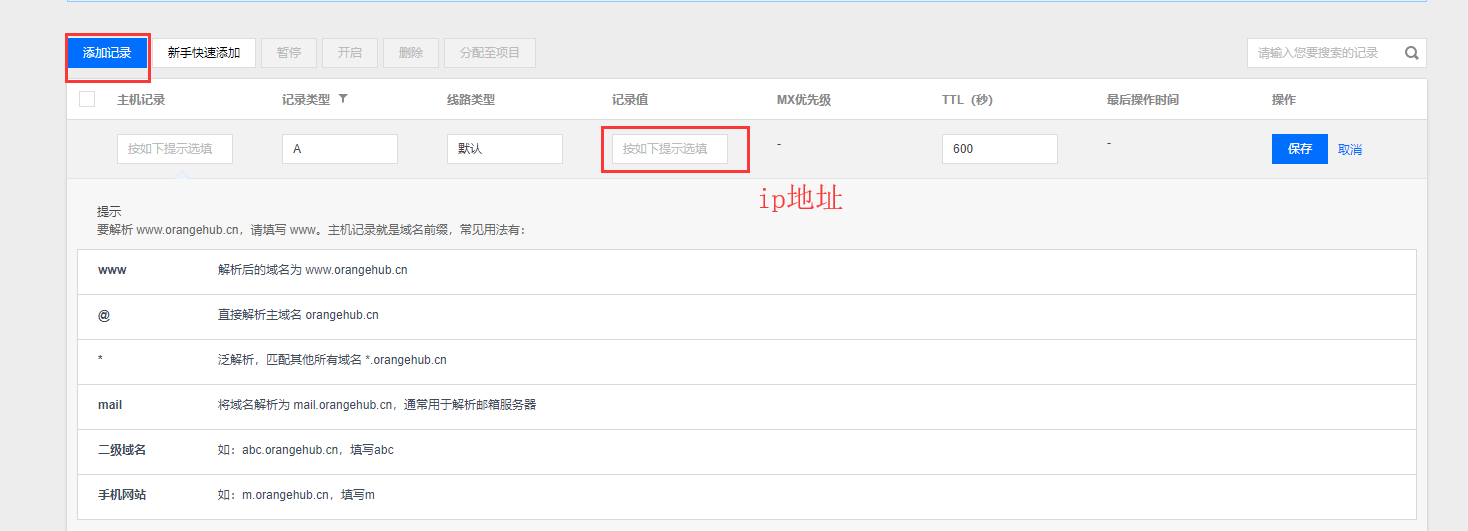 添加记录 新手快速添加 暂停 开启 删除 分配至项目 请输入您要搜索的记录
主机记录 记录类型 线路类型 记录值 MX优先级 TTL（秒） 最后操作时间 操作
按如下提示选填 A 默认 按如下提示选填 - 600 - 保存 取消
ip地址
提示
要解析 www.orangehub.cn，请填写 www。主机记录就是域名前缀，常见用法有：
www 解析后的域名为 www.orangehub.cn
@ 直接解析主域名 orangehub.cn
* 泛解析，匹配其他所有域名 *.orangehub.cn
mail 将域名解析为 mail.orangehub.cn，通常用于解析邮箱服务器
二级域名 如：abc.orangehub.cn，填写abc
手机网站 如：m.orangehub.cn，填写m